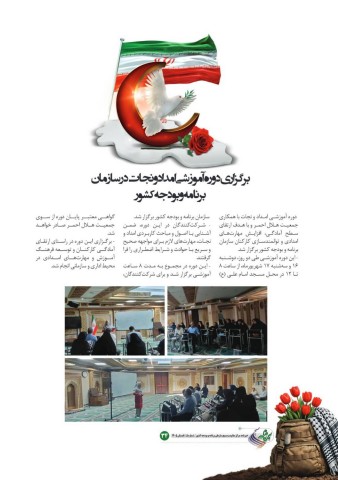 برگزاری دوره آموزشی امداد و نجات در سازمان
برنامه و بودجه کشور
دوره آموزشی امداد و نجات با همکاری
جمعیت هلال احمر و با هدف ارتقای
سطح آمادگی، افزایش مهارت‌های
امدادی و توانمندسازی کارکنان سازمان
برنامه و بودجه کشور برگزار شد.
- این دوره آموزشی طی دو روز، دوشنبه
۱۶ و سه‌شنبه ۱۷ شهریورماه، از ساعت ۸
تا ۱۲ در محل مسجد امام علی (ع)
سازمان برنامه و بودجه کشور برگزار شد.
- شرکت‌کنندگان در این دوره ضمن
آشنایی با اصول و مباحث کاربردی امداد و
نجات، مهارت‌های لازم برای مواجهه صحیح
و سریع با حوادث و شرایط اضطراری را فرا
گرفتند.
- این دوره در مجموع به مدت ۸ ساعت
آموزشی برگزار شد و برای شرکت‌کنندگان،
گواهی معتبر پایان دوره از سوی
جمعیت هلال احمر صادر خواهد
شد.
- برگزاری این دوره در راستای ارتقای
آمادگی کارکنان و توسعه فرهنگ
آموزش و مهارت‌های امدادی در
محیط اداری و سازمانی انجام شد.